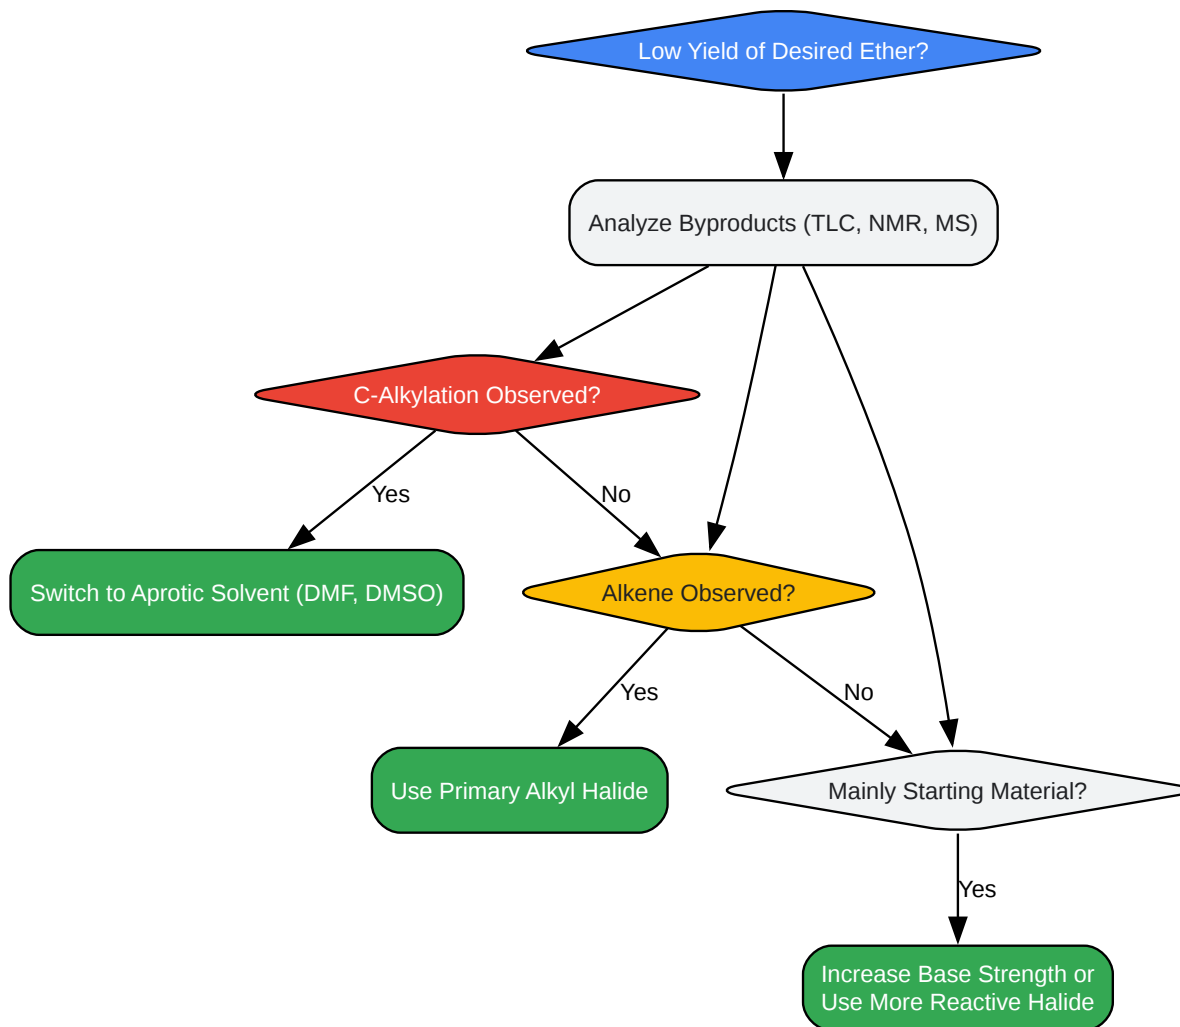 Low Yield of Desired Ether?
Analyze Byproducts (TLC, NMR, MS)
C-Alkylation Observed?
Yes
No
Switch to Aprotic Solvent (DMF, DMSO)
Alkene Observed?
Yes
No
Use Primary Alkyl Halide
Mainly Starting Material?
Yes
Increase Base Strength or
Use More Reactive Halide